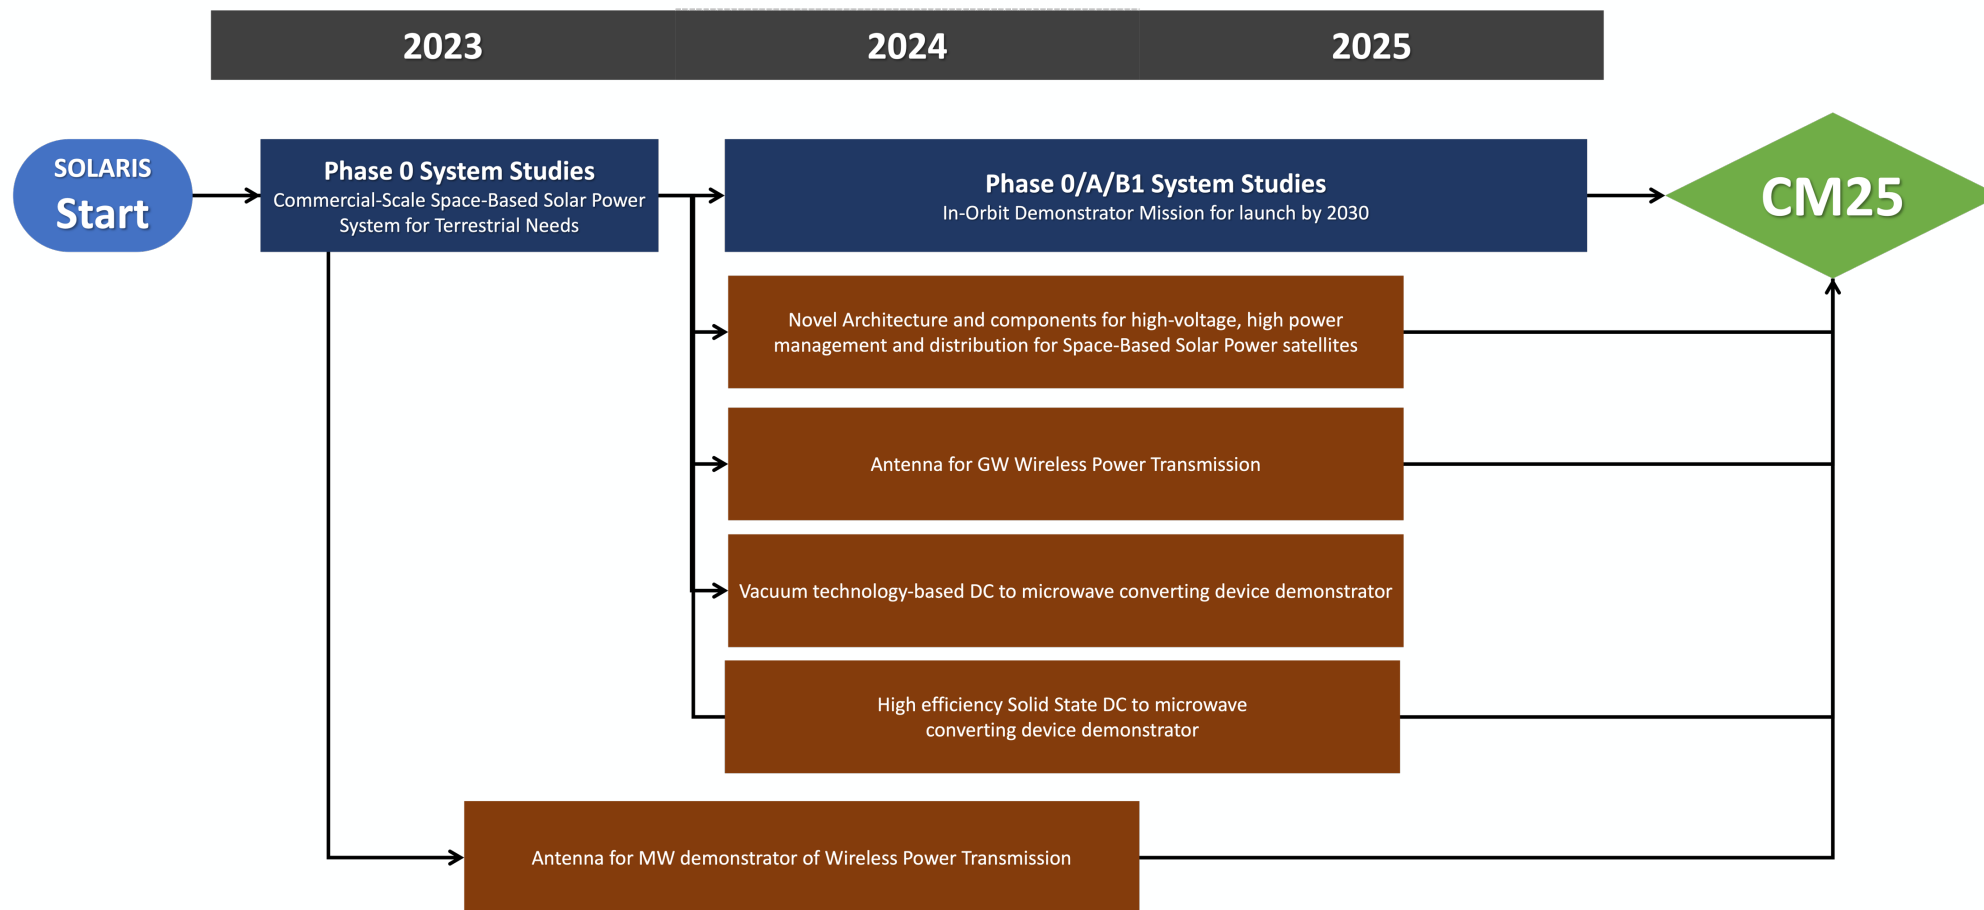 2023
2024
2025
SOLARIS
Start
Phase 0 System Studies
Commercial-Scale Space-Based Solar Power
System for Terrestrial Needs
Phase 0/A/B1 System Studies
In-Orbit Demonstrator Mission for launch by 2030
CM25
Novel Architecture and components for high-voltage, high power
management and distribution for Space-Based Solar Power satellites
Antenna for GW Wireless Power Transmission
Vacuum technology-based DC to microwave converting device demonstrator
High efficiency Solid State DC to microwave
converting device demonstrator
Antenna for MW demonstrator of Wireless Power Transmission